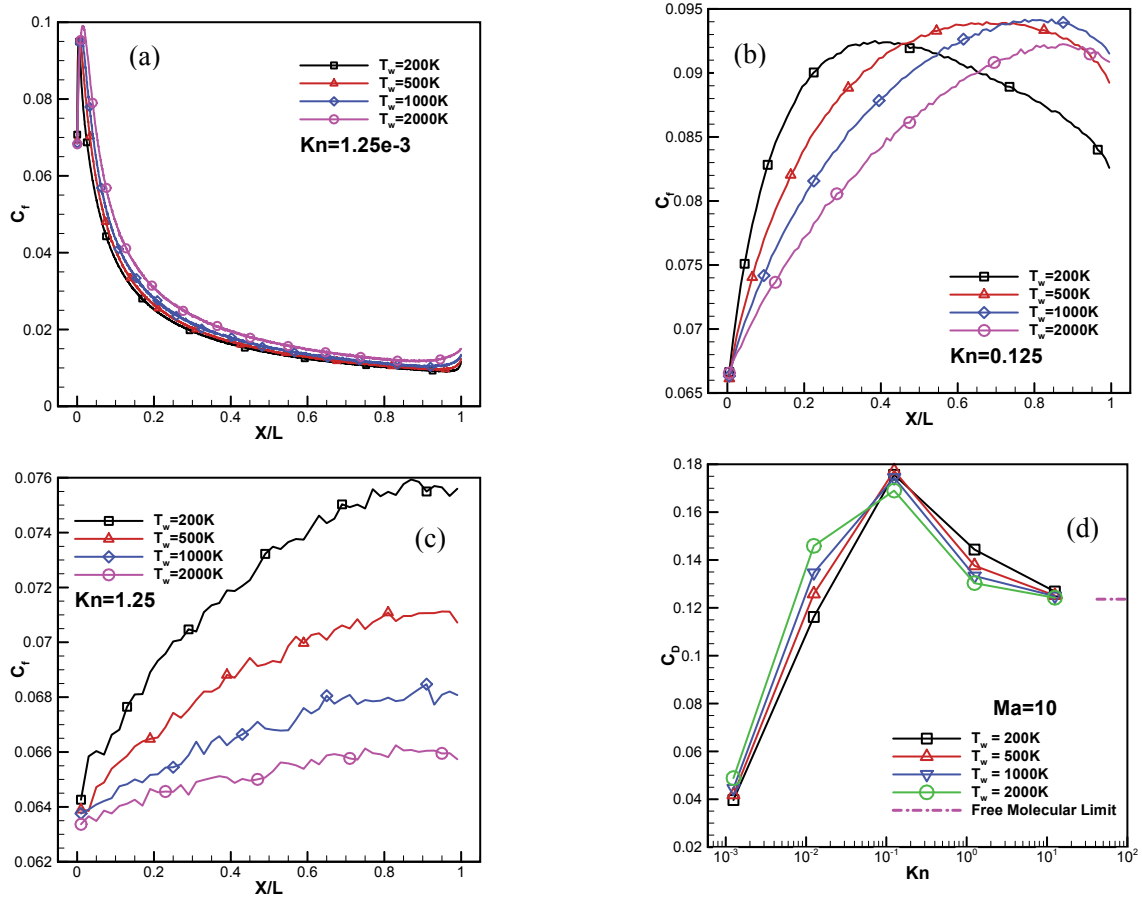 (a)
T_w=200K
T_w=500K
T_w=1000K
T_w=2000K
Kn=1.25e-3
0.1
0.08
0.06
0.04
0.02
0
C_f
0 0.2 0.4 0.6 0.8 1
X/L
(b)
0.095
0.09
0.085
0.08
0.075
0.07
0.065
C_f
T_w=200K
T_w=500K
T_w=1000K
T_w=2000K
Kn=0.125
0 0.2 0.4 0.6 0.8 1
X/L
0.076
0.074
0.072
0.07
0.068
0.066
0.064
0.062
C_f
T_w=200K
T_w=500K
T_w=1000K
T_w=2000K
Kn=1.25
(c)
0 0.2 0.4 0.6 0.8 1
X/L
(d)
0.18
0.16
0.14
0.12
0.1
0.08
0.06
0.04
0.02
C_D
Ma=10
T_w = 200K
T_w = 500K
T_w = 1000K
T_w = 2000K
Free Molecular Limit
10^-3 10^-2 10^-1 10^0 10^1 10^2
Kn